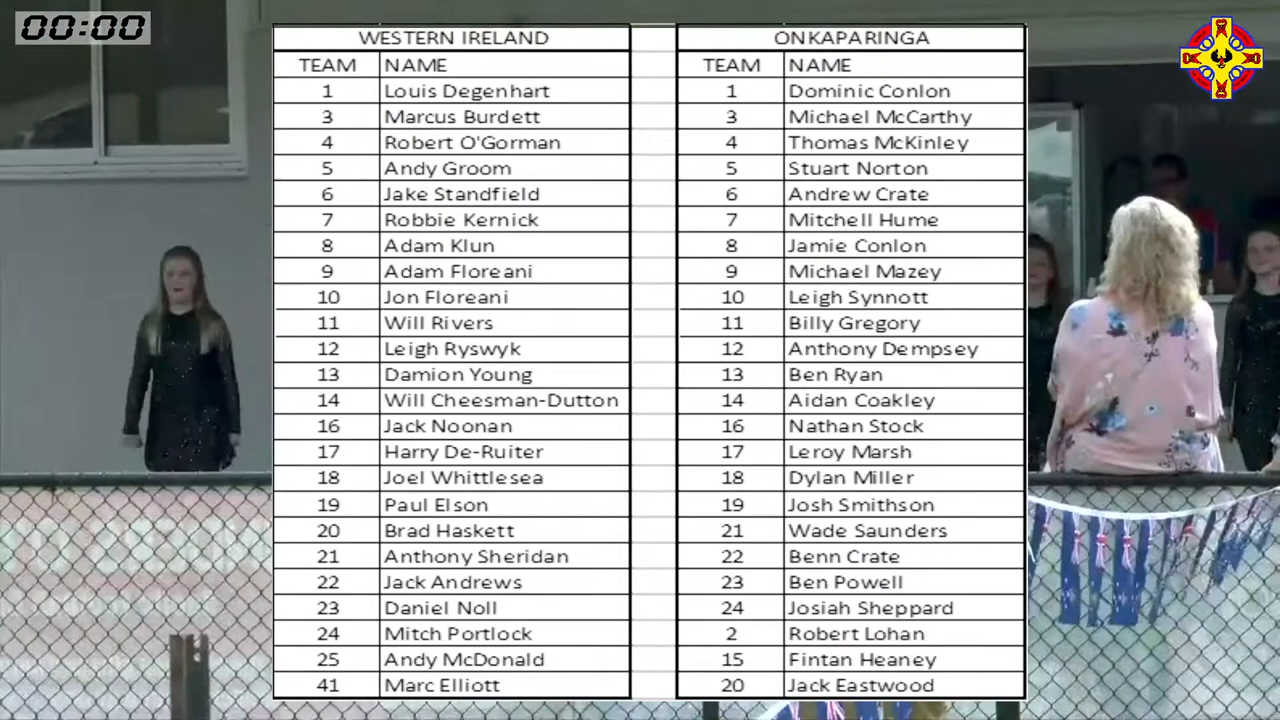 00:00
WESTERN IRELAND
TEAM NAME
1 Louis Degenhart
3 Marcus Burdett
4 Robert O'Gorman
5 Andy Groom
6 Jake Standfield
7 Robbie Kernick
8 Adam Klun
9 Adam Floreani
10 Jon Floreani
11 Will Rivers
12 Leigh Ryswyk
13 Damion Young
14 Will Cheesman-Dutton
16 Jack Noonan
17 Harry De-Ruiter
18 Joel Whittlesea
19 Paul Elson
20 Brad Haskett
21 Anthony Sheridan
22 Jack Andrews
23 Daniel Noll
24 Mitch Portlock
25 Andy McDonald
41 Marc Elliott
ONKAPARINGA
TEAM NAME
1 Dominic Conlon
3 Michael McCarthy
4 Thomas McKinley
5 Stuart Norton
6 Andrew Crate
7 Mitchell Hume
8 Jamie Conlon
9 Michael Mazey
10 Leigh Synnott
11 Billy Gregory
12 Anthony Dempsey
13 Ben Ryan
14 Aidan Coakley
16 Nathan Stock
17 Leroy Marsh
18 Dylan Miller
19 Josh Smithson
21 Wade Saunders
22 Benn Crate
23 Ben Powell
24 Josiah Sheppard
2 Robert Lohan
15 Fintan Heaney
20 Jack Eastwood